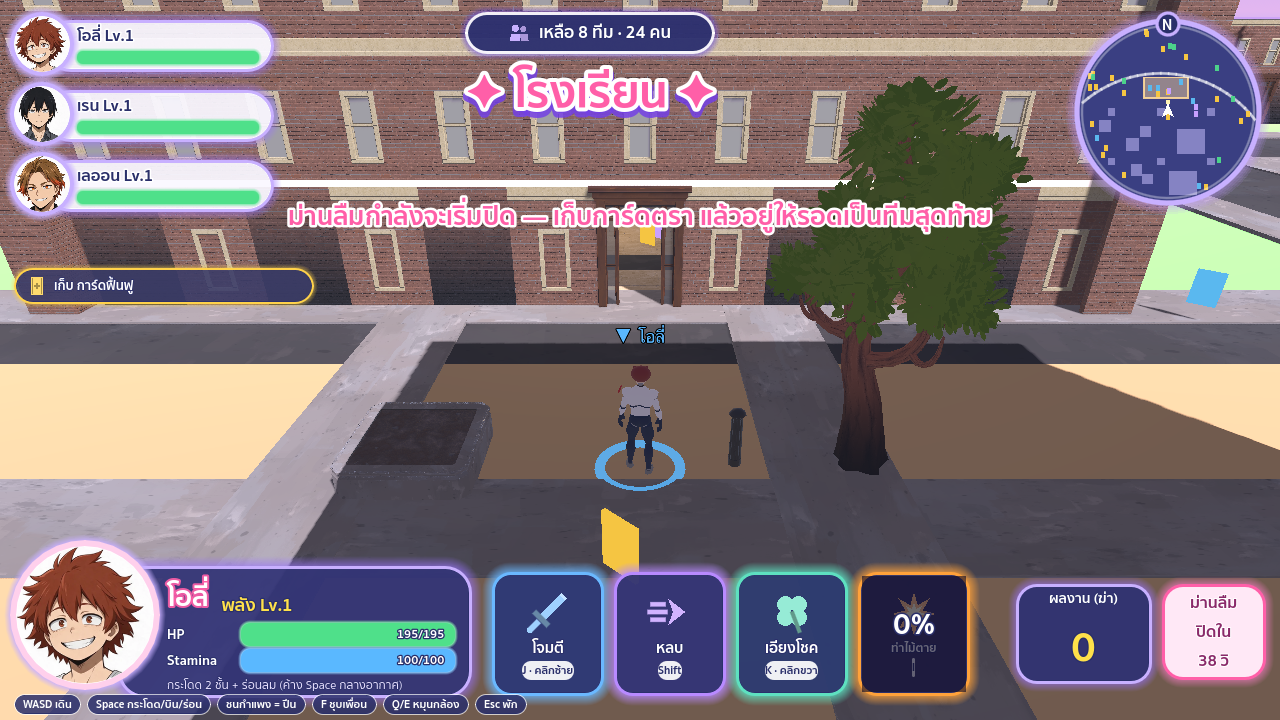 โอลี่ Lv.1
เรน Lv.1
เลออน Lv.1
เหลือ 8 ทีม · 24 คน
โรงเรียน
N
ม่านลืมกำลังจะเริ่มปิด — เก็บการ์ดตรา แล้วอยู่ให้รอดเป็นทีมสุดท้าย
เก็บ การ์ดฟื้นฟู
▼ โอลี่
โอลี่ พลัง Lv.1
HP 195/195
Stamina 100/100
กระโดด 2 ชั้น + ร่อนลม (ค้าง Space กลางอากาศ)
โจมตี
J · คลิกซ้าย
หลบ
Shift
เอียงโชค
K · คลิกขวา
0%
ท่าไม้ตาย
ผลงาน (ฆ่า)
0
ม่านลืม
ปิดใน
38 วิ
WASD เดิน
Space กระโดด/บิน/ร่อน
ชนกำแพง = ปีน
F ชุบเพื่อน
Q/E หมุนกล้อง
Esc พัก